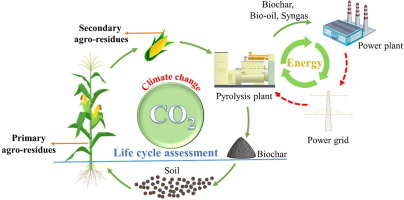 Secondary
agro-residues
Biochar,
Bio-oil, Syngas
Power plant
Climate change
CO2
Energy
Pyrolysis plant
Power grid
Primary
agro-residues
Life cycle assessment
Biochar
Soil